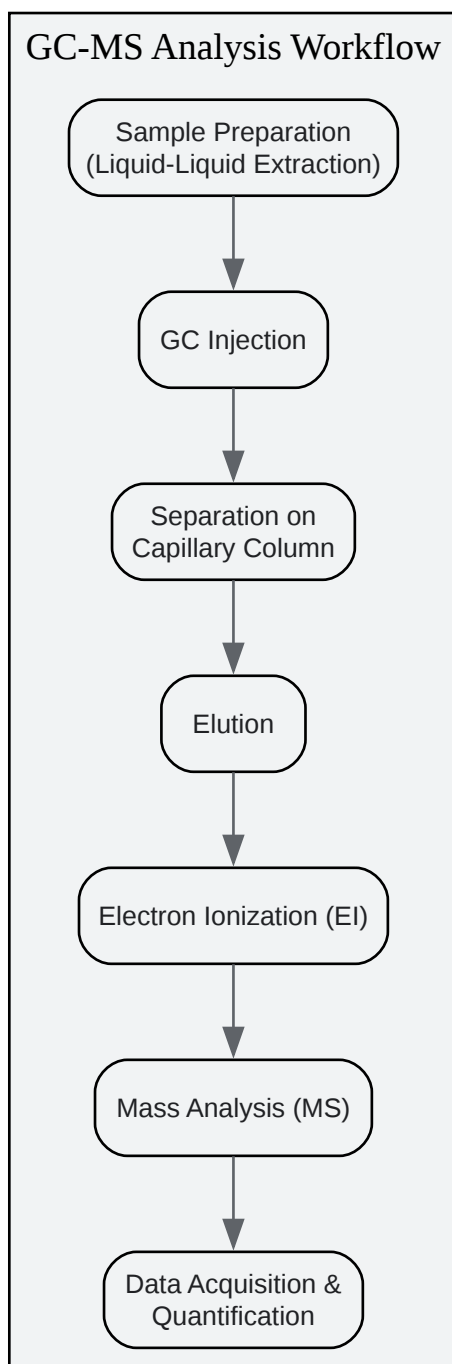 GC-MS Analysis Workflow
Sample Preparation
(Liquid-Liquid Extraction)
GC Injection
Separation on
Capillary Column
Elution
Electron Ionization (EI)
Mass Analysis (MS)
Data Acquisition &
Quantification